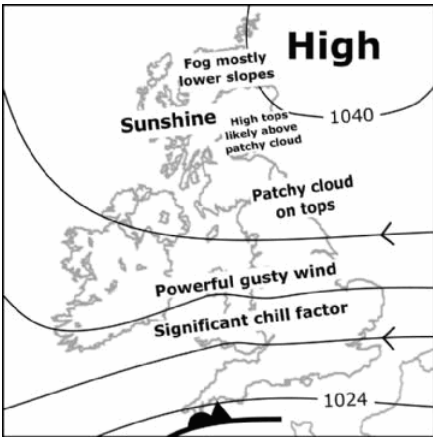 High
Fog mostly
lower slopes
1040
Sunshine
High tops
likely above
patchy cloud
Patchy cloud
on tops
Powerful gusty wind
Significant chill factor
1024